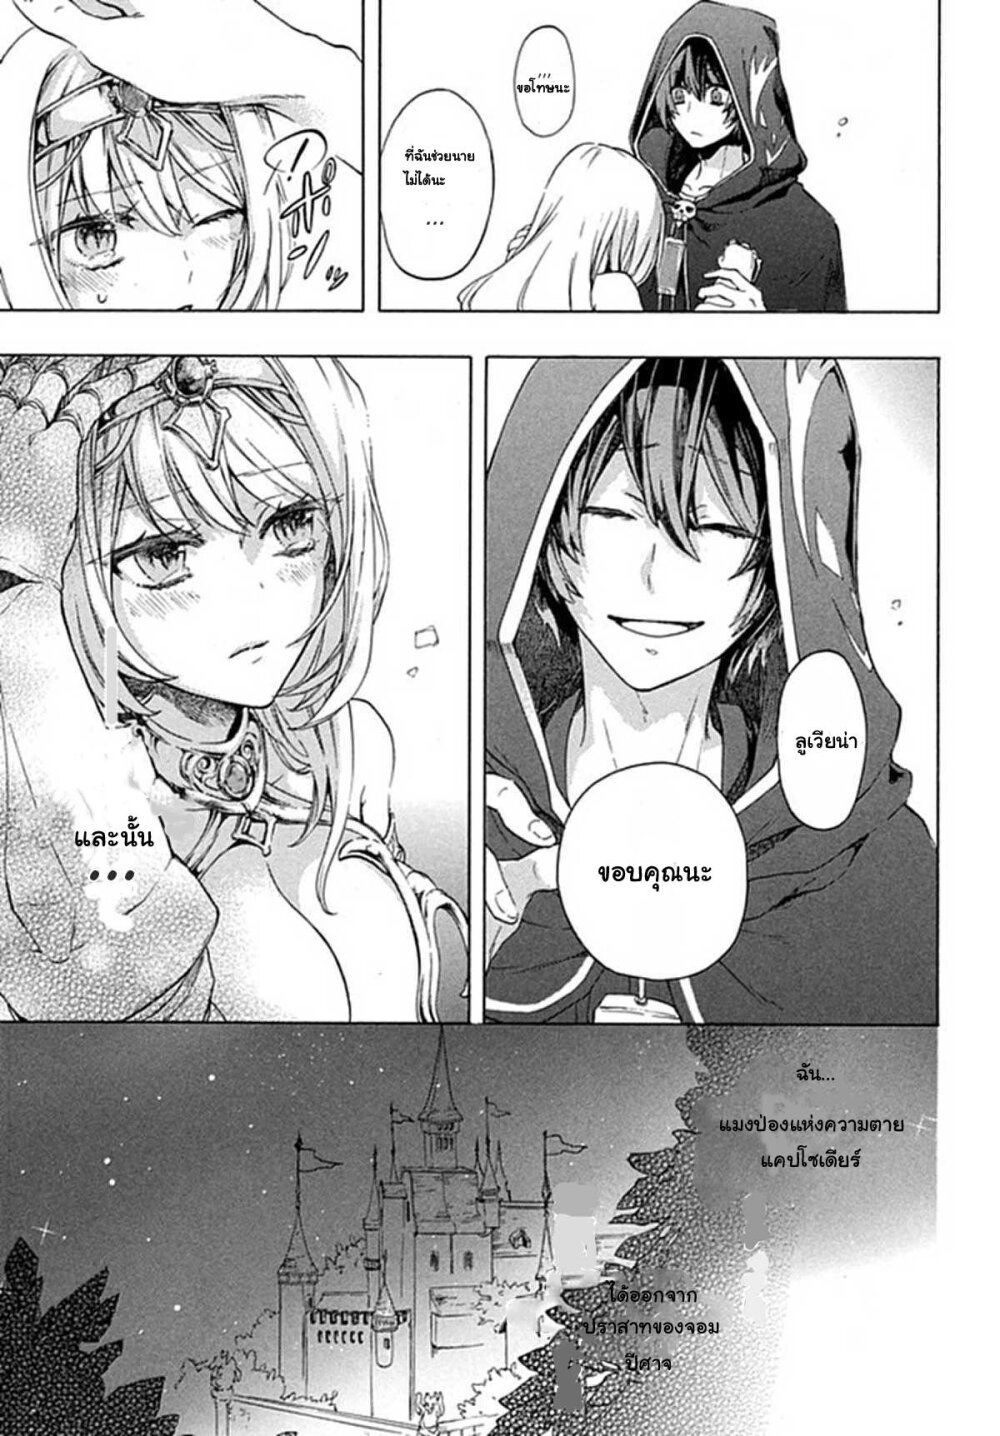 ขอโทษนะ
ที่ฉันช่วยนาย
ไม่ได้นะ
...
ポンッ
?
ลูเวียน่า
ขอบคุณนะ
และนั้น
...
ฉัน...
แมงป่องแห่งความตาย
แคปโซเดียร์
ได้ออกจาก
ปราสาทของจอม
ปีศาจ